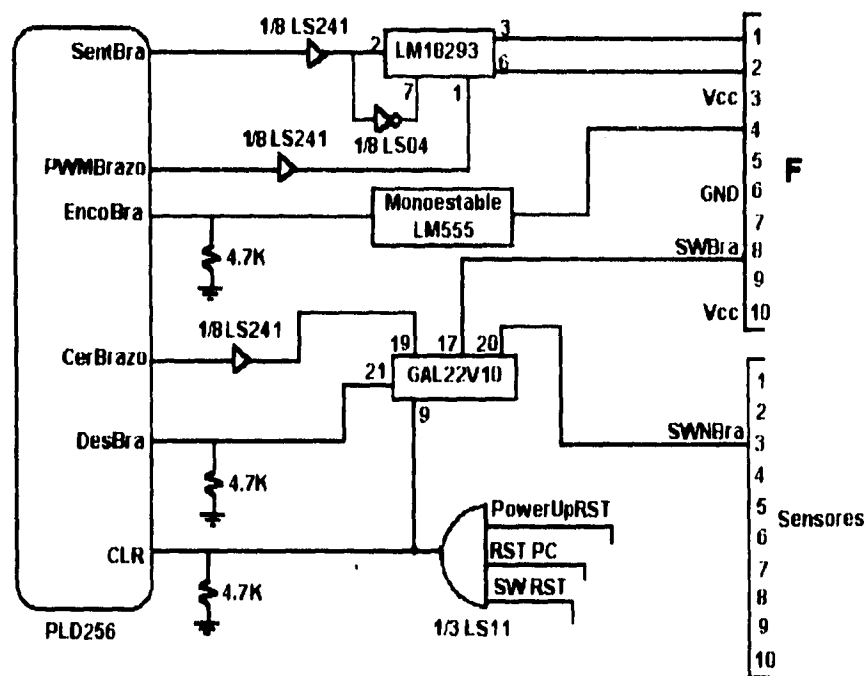 1/8 LS241
SentBra
2
LM18293
3
6
7
1
1/8 LS04
1/8 LS241
PWMBrazo
EncoBra
Monoestable
LM555
4.7K
1/8 LS241
CerBrazo
19
17
20
21
GAL22V10
9
DesBra
4.7K
CLR
4.7K
PLD256
PowerUpRST
RST PC
SWRST
1/3 LS11
1
2
Vcc 3
4
5
GND 6
7
SWBra 8
9
Vcc 10
F
1
2
SWNBra 3
4
5
6
7
8
9
10
Sensores